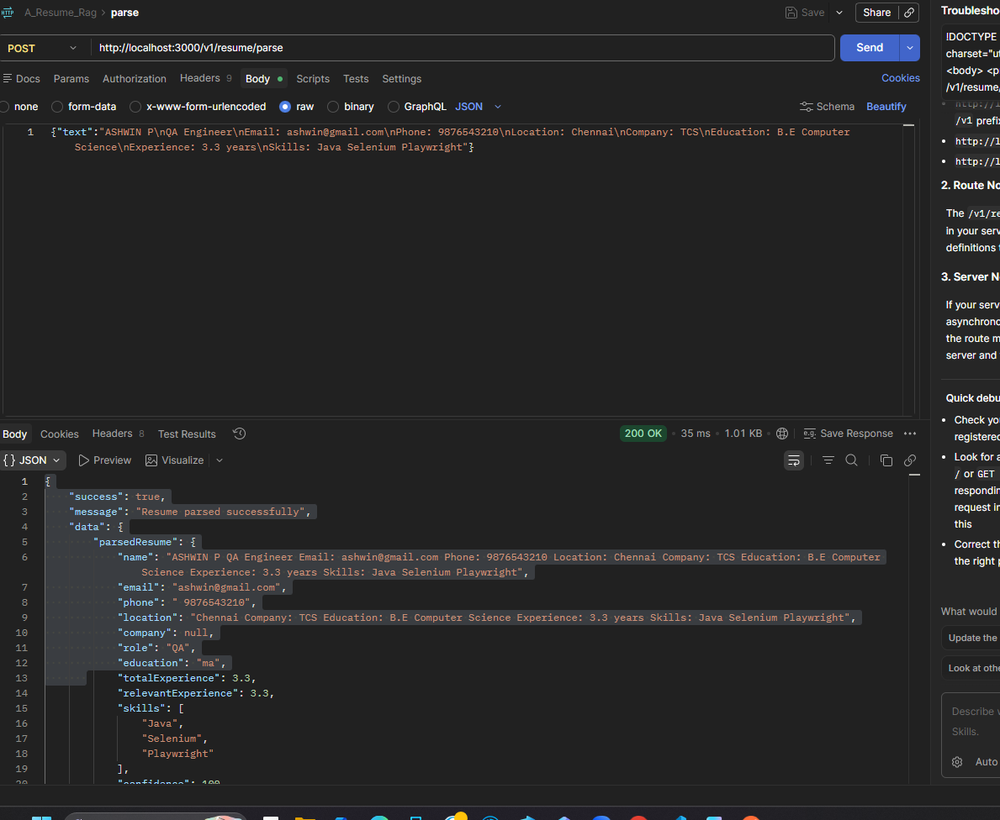 HTTP A_Resume_Rag > parse Save Share
POST http://localhost:3000/v1/resume/parse Send
Docs Params Authorization Headers 9 Body Scripts Tests Settings Cookies
none form-data x-www-form-urlencoded raw binary GraphQL JSON Schema Beautify
1 {"text":"ASHWIN P\nQA Engineer\nEmail: ashwin@gmail.com\nPhone: 9876543210\nLocation: Chennai\nCompany: TCS\nEducation: B.E Computer
Science\nExperience: 3.3 years\nSkills: Java Selenium Playwright"}
Body Cookies Headers 8 Test Results 200 OK 35 ms 1.01 KB e.g. Save Response
{} JSON Preview Visualize
1 {
2 "success": true,
3 "message": "Resume parsed successfully",
4 "data": {
5 "parsedResume": {
6 "name": "ASHWIN P QA Engineer Email: ashwin@gmail.com Phone: 9876543210 Location: Chennai Company: TCS Education: B.E Computer
Science Experience: 3.3 years Skills: Java Selenium Playwright",
7 "email": "ashwin@gmail.com",
8 "phone": " 9876543210",
9 "location": "Chennai Company: TCS Education: B.E Computer Science Experience: 3.3 years Skills: Java Selenium Playwright",
10 "company": null,
11 "role": "QA",
12 "education": "ma",
13 "totalExperience": 3.3,
14 "relevantExperience": 3.3,
15 "skills": [
16 "Java",
17 "Selenium",
18 "Playwright"
19 ],
20 "confidence": 100
Troublesho
!DOCTYPE
charset="ut
<body> <p
/v1/resume/
http://l
/v1 prefix
http://l
http://l
2. Route No
The /v1/re
in your serv
definitions t
3. Server N
If your serv
asynchrono
the route m
server and
Quick debu
Check you
registered
Look for a
/ or GET
respondin
request in
this
Correct th
the right p
What would
Update the
Look at othe
Describe w
Skills.
Auto